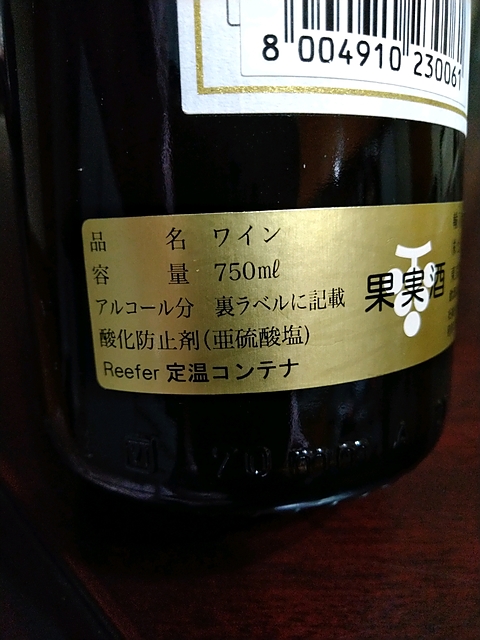 8 004910 23006
品名 ワイン
容量 750mℓ
アルコール分 裏ラベルに記載
酸化防止剤(亜硫酸塩)
Reefer 定温コンテナ
果実酒